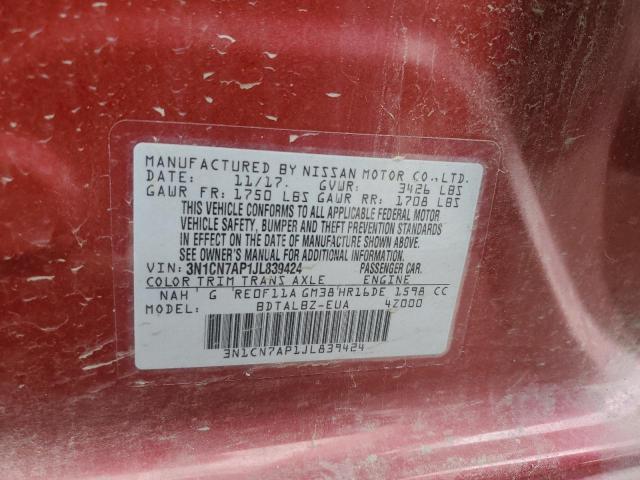 MANUFACTURED BY NISSAN MOTOR CO.,LTD.
DATE: 11/17. GVWR: 3426 LBS
GAWR FR: 1750 LBS GAWR RR: 1708 LBS
THIS VEHICLE CONFORMS TO ALL APPLICABLE FEDERAL MOTOR
VEHICLE SAFETY, BUMPER AND THEFT PREVENTION STANDARDS
IN EFFECT ON THE DATE OF MANUFACTURE SHOWN ABOVE.
SEE OWNER'S MANUAL FOR ADDITIONAL INFORMATION
VIN: 3N1CN7AP1JL839424 PASSENGER CAR.
COLOR TRIM TRANS AXLE ENGINE
NAH G RE0F11A GM38 HR16DE 1598 CC
MODEL: BDTALBZ-EUA 4Z000
3N1CN7AP1JL839424